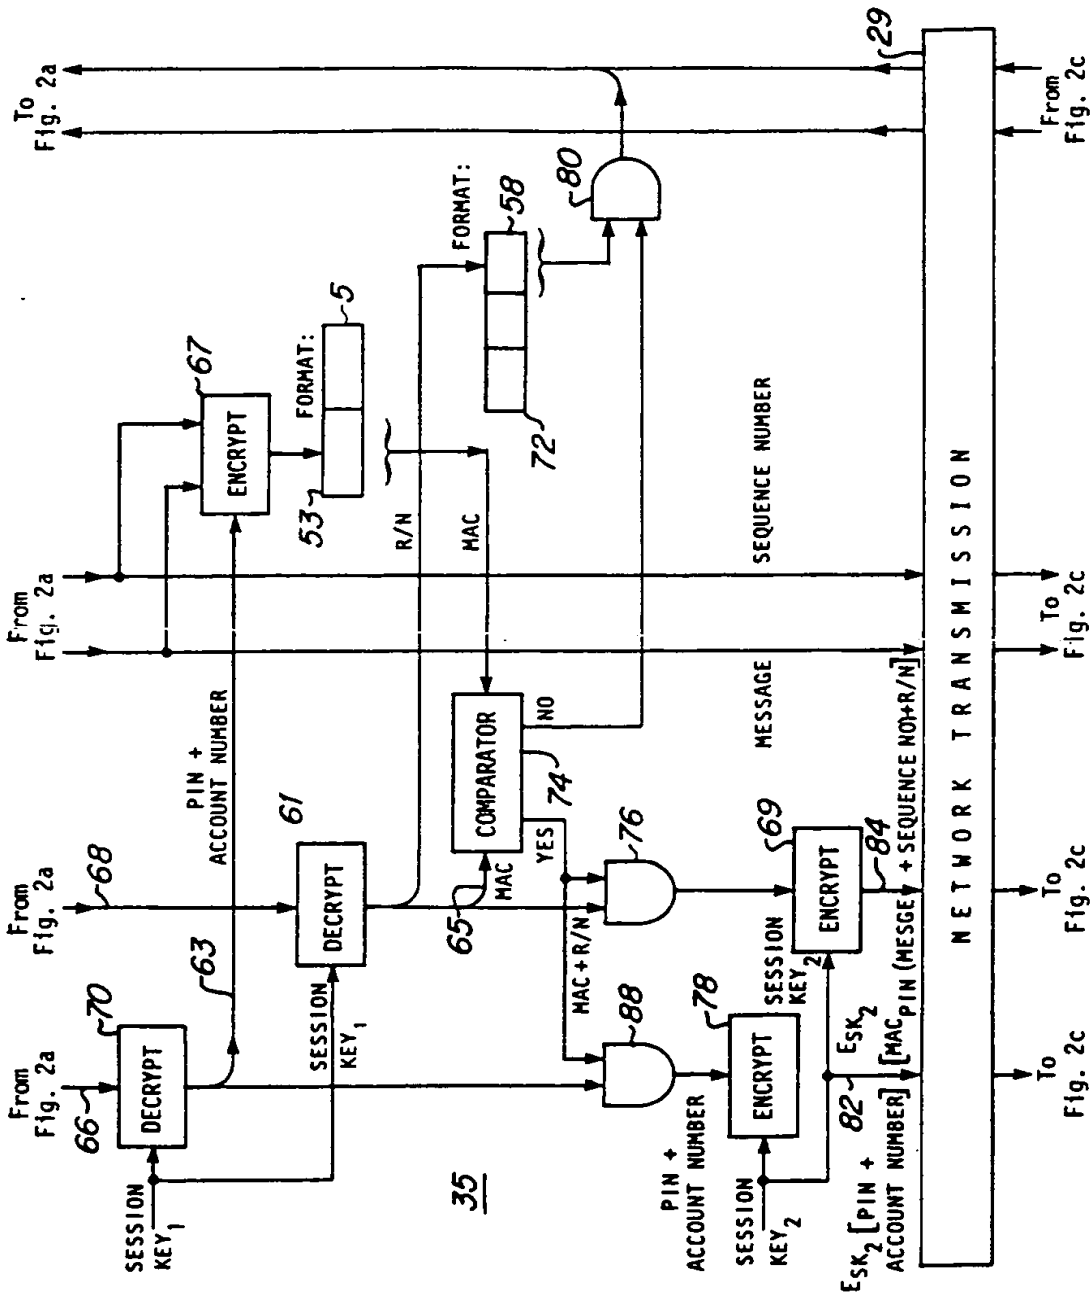 From
Fig. 2a
From
Fig. 2a
From
Fig. 2a
To
Fig. 2a
66
70
DECRYPT
SESSION
KEY1
63
68
PIN +
ACCOUNT NUMBER
67
ENCRYPT
61
DECRYPT
SESSION
KEY1
FORMAT:
53
5
R/N
MAC
FORMAT:
58
72
80
35
65
MAC
COMPARATOR
YES
NO
74
MAC+R/N
88
76
PIN +
ACCOUNT NUMBER
SESSION
KEY2
78
ENCRYPT
SESSION
KEY2
69
ENCRYPT
MESSAGE
SEQUENCE NUMBER
82
84
ESK2 [PIN +
ACCOUNT NUMBER]
ESK2
[MACPIN (MESGE + SEQUENCE NO)+R/N]
29
NETWORK TRANSMISSION
To
Fig. 2c
To
Fig. 2c
To
Fig. 2c
From
Fig. 2c